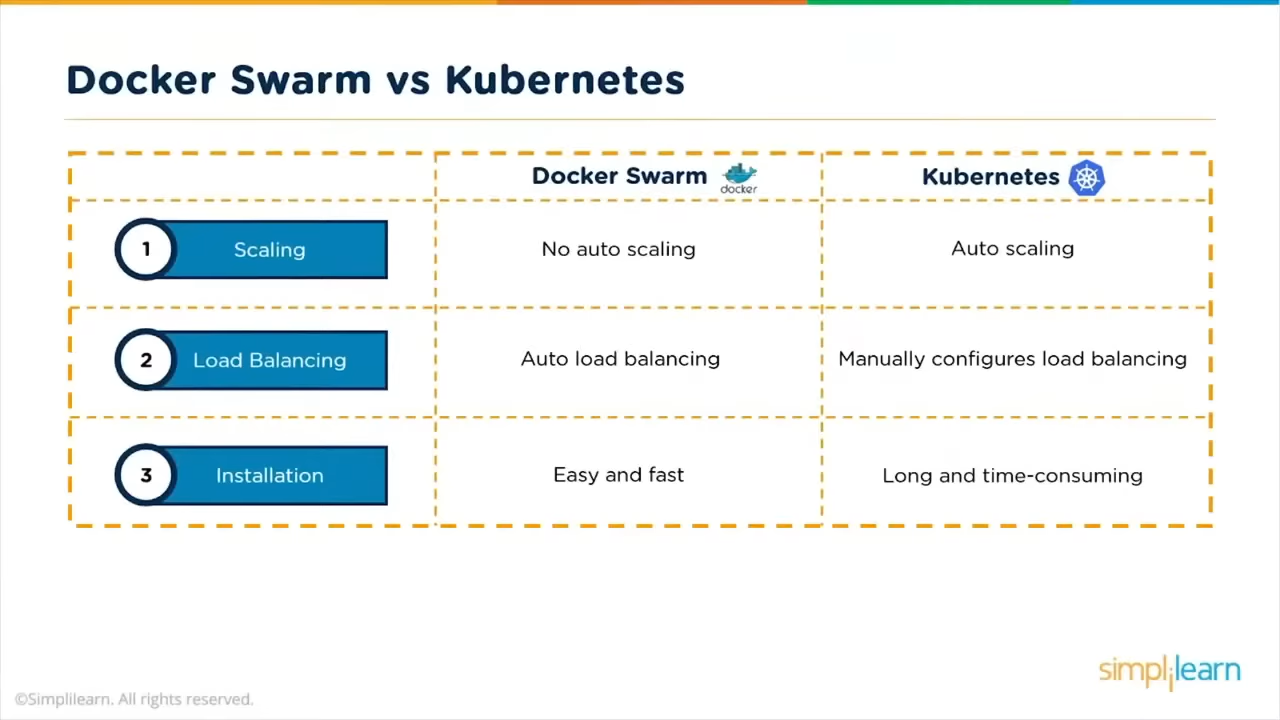 Docker Swarm vs Kubernetes
Docker Swarm
docker
Kubernetes
1
Scaling
No auto scaling
Auto scaling
2
Load Balancing
Auto load balancing
Manually configures load balancing
3
Installation
Easy and fast
Long and time-consuming
simplilearn
©Simplilearn. All rights reserved.